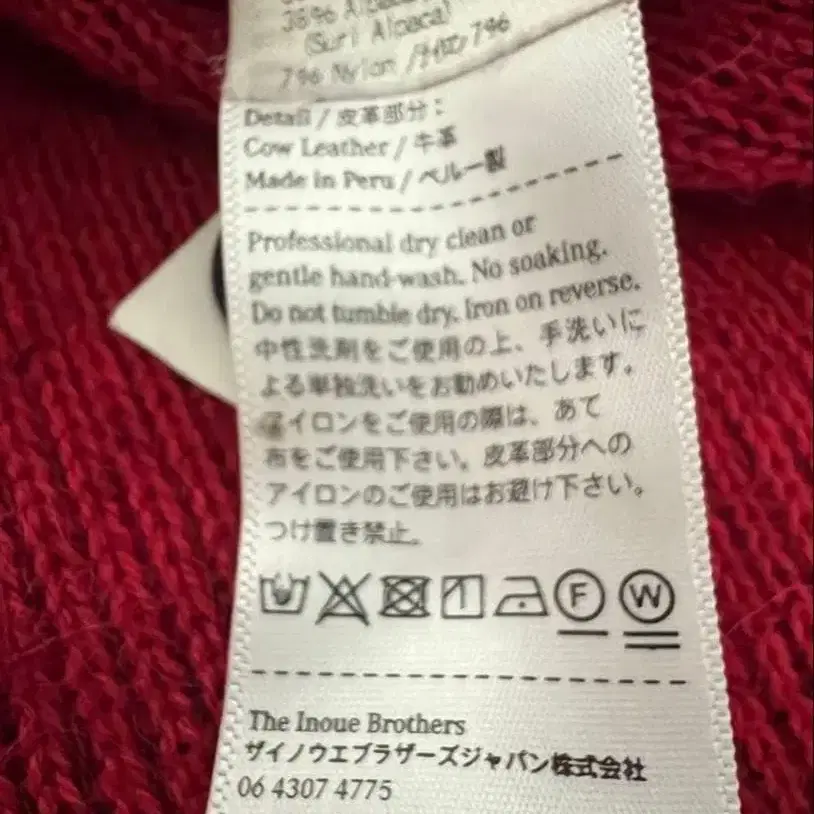 38% Alpaca
(Suri Alpaca)
7% Nylon /ナイロン 7%
Detail / 皮革部分：
Cow Leather / 牛革
Made in Peru / ペルー製
Professional dry clean or
gentle hand-wash. No soaking.
Do not tumble dry. Iron on reverse.
中性洗剤をご使用の上、手洗いに
よる単独洗いをお勧めいたします。
アイロンをご使用の際は、あて
布をご使用下さい。皮革部分への
アイロンのご使用はお避け下さい。
つけ置き禁止。
F W
The Inoue Brothers
ザイノウエブラザーズジャパン株式会社
06 4307 4775